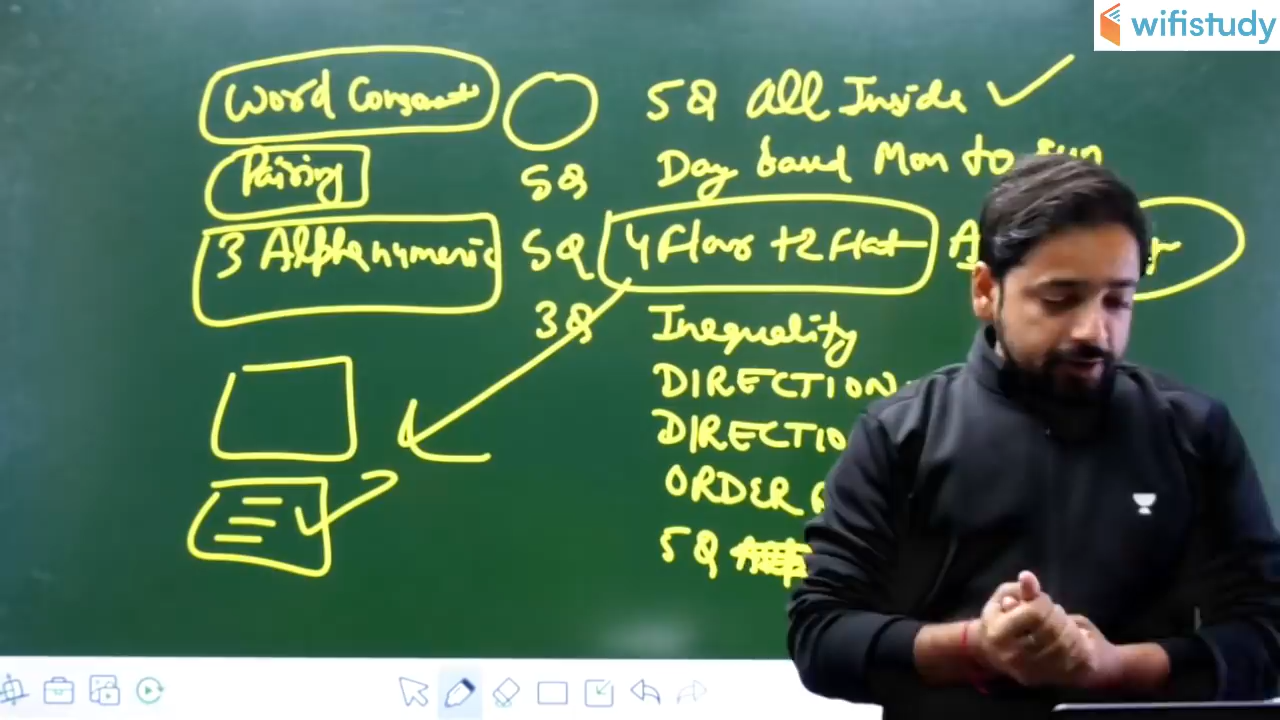 wifistudy
Word 5Q All Inside
Pairing 5Q Day based Mon to Sun
3 Alphanumeric 5Q 4 Floor +2 Flat
3Q Inequality
DIRECTION
DIRECTIO
ORDER
5Q